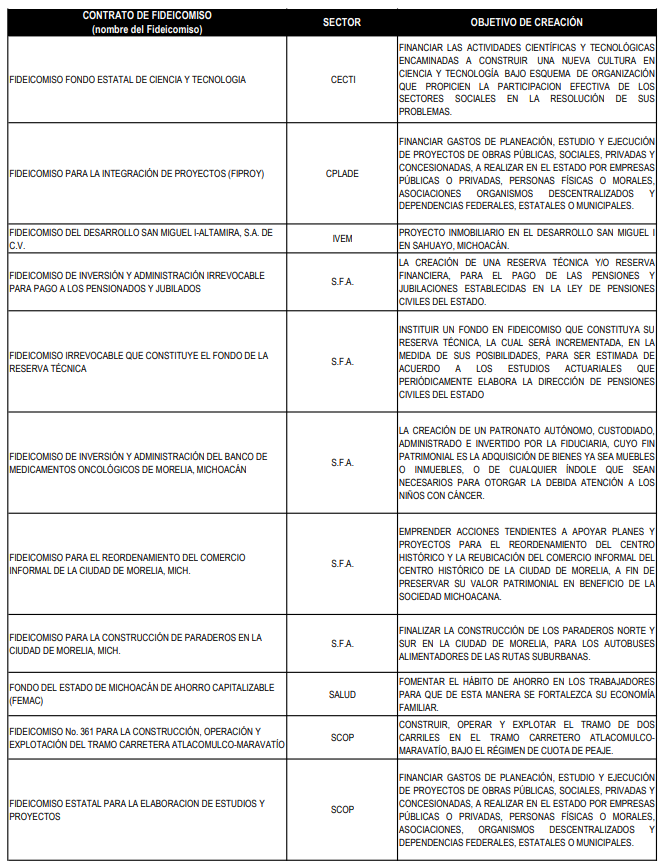 CONTRATO DE FIDEICOMISO
(nombre del Fideicomiso)
SECTOR
OBJETIVO DE CREACIÓN
FIDEICOMISO FONDO ESTATAL DE CIENCIA Y TECNOLOGIA
CECTI
FINANCIAR LAS ACTIVIDADES CIENTÍFICAS Y TECNOLÓGICAS
ENCAMINADAS A CONSTRUIR UNA NUEVA CULTURA EN
CIENCIA Y TECNOLOGÍA BAJO ESQUEMA DE ORGANIZACIÓN
QUE PROPICIEN LA PARTICIPACION EFECTIVA DE LOS
SECTORES SOCIALES EN LA RESOLUCIÓN DE SUS
PROBLEMAS.
FIDEICOMISO PARA LA INTEGRACIÓN DE PROYECTOS (FIPROY)
CPLADE
FINANCIAR GASTOS DE PLANEACIÓN, ESTUDIO Y EJECUCIÓN
DE PROYECTOS DE OBRAS PÚBLICAS, SOCIALES, PRIVADAS Y
CONCESIONADAS, A REALIZAR EN EL ESTADO POR EMPRESAS
PÚBLICAS O PRIVADAS, PERSONAS FÍSICAS O MORALES,
ASOCIACIONES ORGANISMOS DESCENTRALIZADOS Y
DEPENDENCIAS FEDERALES, ESTATALES O MUNICIPALES.
FIDEICOMISO DEL DESARROLLO SAN MIGUEL I-ALTAMIRA, S.A. DE
C.V.
IVEM
PROYECTO INMOBILIARIO EN EL DESARROLLO SAN MIGUEL I
EN SAHUAYO, MICHOACÁN.
FIDEICOMISO DE INVERSIÓN Y ADMINISTRACIÓN IRREVOCABLE
PARA PAGO A LOS PENSIONADOS Y JUBILADOS
S.F.A.
LA CREACIÓN DE UNA RESERVA TÉCNICA Y/O RESERVA
FINANCIERA, PARA EL PAGO DE LAS PENSIONES Y
JUBILACIONES ESTABLECIDAS EN LA LEY DE PENSIONES
CIVILES DEL ESTADO.
FIDEICOMISO IRREVOCABLE QUE CONSTITUYE EL FONDO DE LA
RESERVA TÉCNICA
S.F.A.
INSTITUIR UN FONDO EN FIDEICOMISO QUE CONSTITUYA SU
RESERVA TÉCNICA, LA CUAL SERÁ INCREMENTADA, EN LA
MEDIDA DE SUS POSIBILIDADES, PARA SER ESTIMADA DE
ACUERDO A LOS ESTUDIOS ACTUARIALES QUE
PERIÓDICAMENTE ELABORA LA DIRECCIÓN DE PENSIONES
CIVILES DEL ESTADO
FIDEICOMISO DE INVERSIÓN Y ADMINISTRACIÓN DEL BANCO DE
MEDICAMENTOS ONCOLÓGICOS DE MORELIA, MICHOACÁN
S.F.A.
LA CREACIÓN DE UN PATRONATO AUTÓNOMO, CUSTODIADO,
ADMINISTRADO E INVERTIDO POR LA FIDUCIARIA, CUYO FIN
PATRIMONIAL ES LA ADQUISICIÓN DE BIENES YA SEA MUEBLES
O INMUEBLES, O DE CUALQUIER ÍNDOLE QUE SEAN
NECESARIOS PARA OTORGAR LA DEBIDA ATENCIÓN A LOS
NIÑOS CON CÁNCER.
FIDEICOMISO PARA EL REORDENAMIENTO DEL COMERCIO
INFORMAL DE LA CIUDAD DE MORELIA, MICH.
S.F.A.
EMPRENDER ACCIONES TENDIENTES A APOYAR PLANES Y
PROYECTOS PARA EL REORDENAMIENTO DEL CENTRO
HISTÓRICO Y LA REUBICACIÓN DEL COMERCIO INFORMAL DEL
CENTRO HISTÓRICO DE LA CIUDAD DE MORELIA, A FIN DE
PRESERVAR SU VALOR PATRIMONIAL EN BENEFICIO DE LA
SOCIEDAD MICHOACANA.
FIDEICOMISO PARA LA CONSTRUCCIÓN DE PARADEROS EN LA
CIUDAD DE MORELIA, MICH.
S.F.A.
FINALIZAR LA CONSTRUCCIÓN DE LOS PARADEROS NORTE Y
SUR EN LA CIUDAD DE MORELIA, PARA LOS AUTOBUSES
ALIMENTADORES DE LAS RUTAS SUBURBANAS.
FONDO DEL ESTADO DE MICHOACÁN DE AHORRO CAPITALIZABLE
(FEMAC)
SALUD
FOMENTAR EL HÁBITO DE AHORRO EN LOS TRABAJADORES
PARA QUE DE ESTA MANERA SE FORTALEZCA SU ECONOMÍA
FAMILIAR.
FIDEICOMISO No. 361 PARA LA CONSTRUCCIÓN, OPERACIÓN Y
EXPLOTACIÓN DEL TRAMO CARRETERA ATLACOMULCO-MARAVATÍO
SCOP
CONSTRUIR, OPERAR Y EXPLOTAR EL TRAMO DE DOS
CARRILES EN EL TRAMO CARRETERO ATLACOMULCO-
MARAVATÍO, BAJO EL RÉGIMEN DE CUOTA DE PEAJE.
FIDEICOMISO ESTATAL PARA LA ELABORACION DE ESTUDIOS Y
PROYECTOS
SCOP
FINANCIAR GASTOS DE PLANEACIÓN, ESTUDIO Y EJECUCIÓN
DE PROYECTOS DE OBRAS PÚBLICAS, SOCIALES, PRIVADAS Y
CONCESIONADAS, A REALIZAR EN EL ESTADO POR EMPRESAS
PÚBLICAS O PRIVADAS, PERSONAS FÍSICAS O MORALES,
ASOCIACIONES, ORGANISMOS DESCENTRALIZADOS Y
DEPENDENCIAS FEDERALES, ESTATALES O MUNICIPALES.